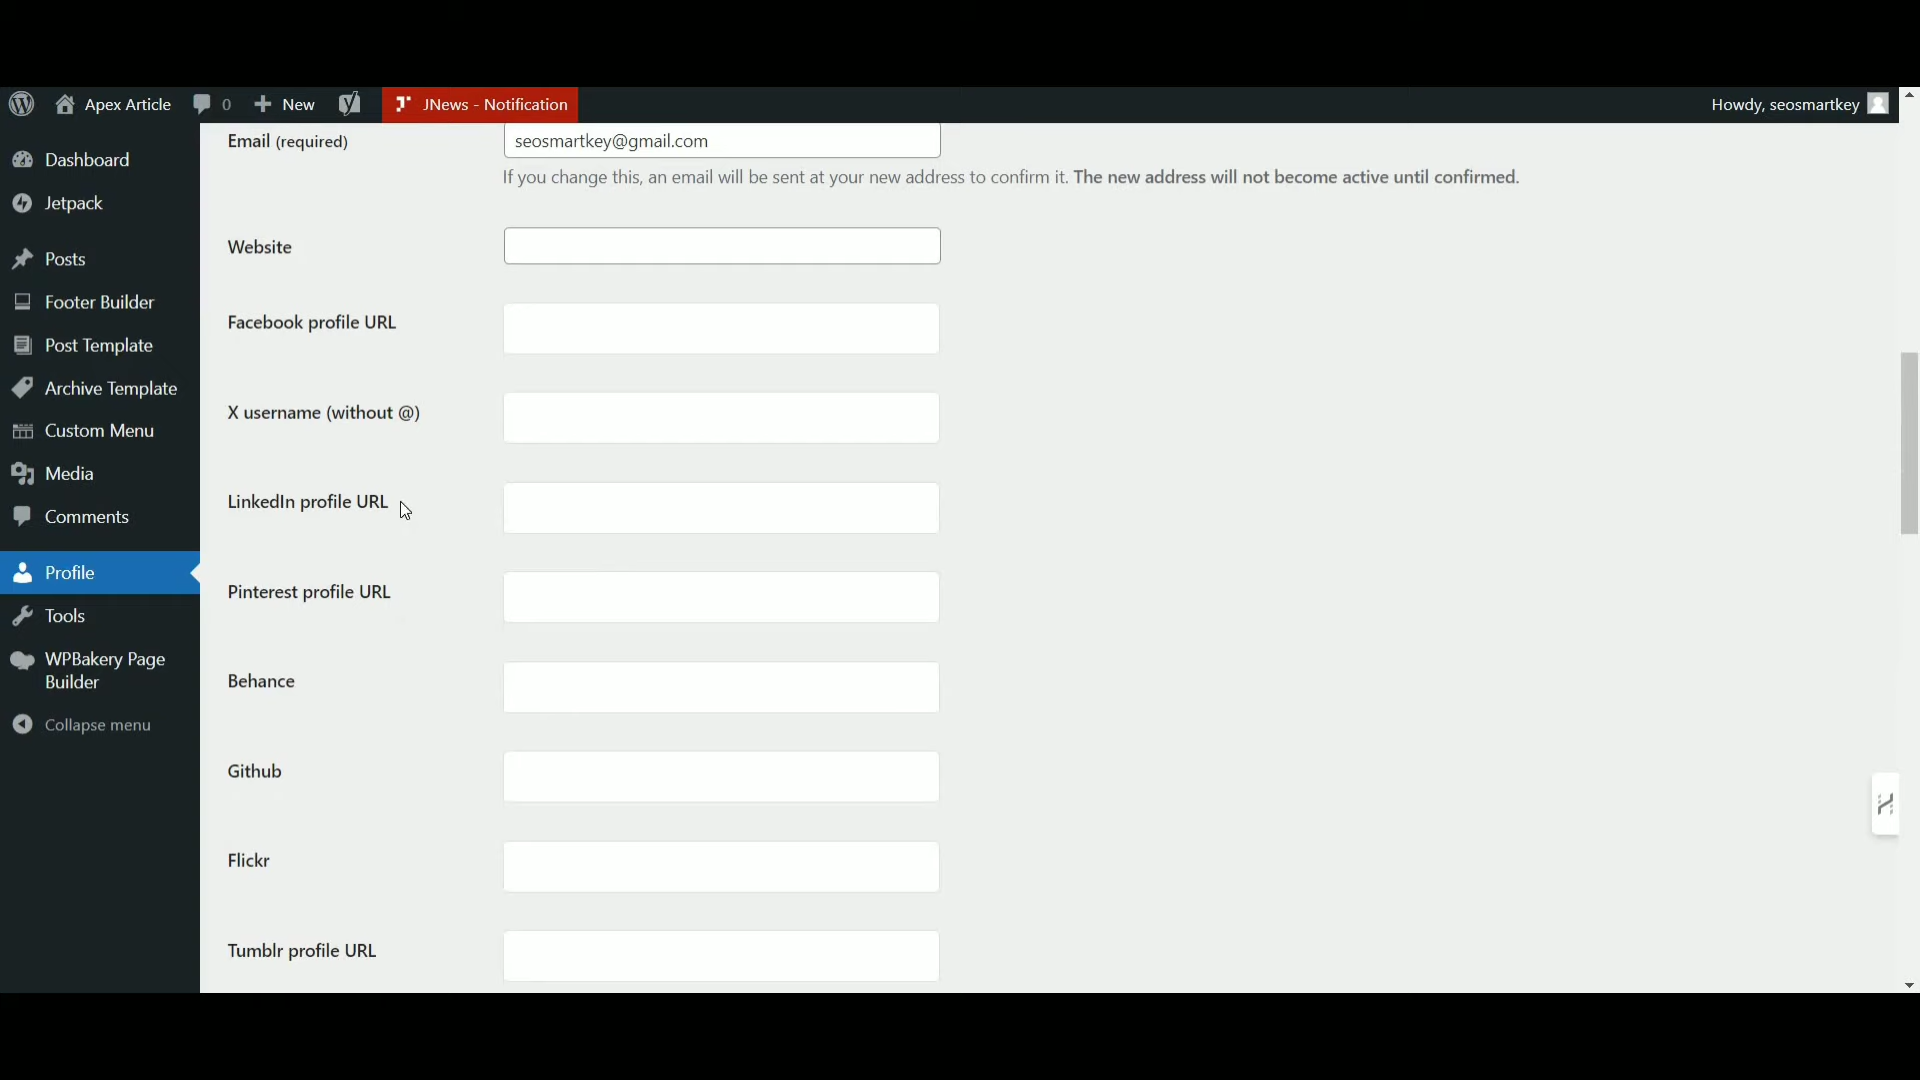 Apex Article 0 New JNews - Notification Howdy, seosmartkey
Dashboard
Jetpack
Posts
Footer Builder
Post Template
Archive Template
Custom Menu
Media
Comments
Profile
Tools
WPBakery Page
Builder
Collapse menu
Email (required) seosmartkey@gmail.com
If you change this, an email will be sent at your new address to confirm it. The new address will not become active until confirmed.
Website
Facebook profile URL
X username (without @)
LinkedIn profile URL
Pinterest profile URL
Behance
Github
Flickr
Tumblr profile URL